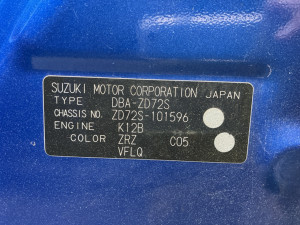 SUZUKI MOTOR CORPORATION JAPAN
TYPE DBA-ZD72S
CHASSIS NO. ZD72S-101596
ENGINE K12B
COLOR ZRZ C05
VFLQ